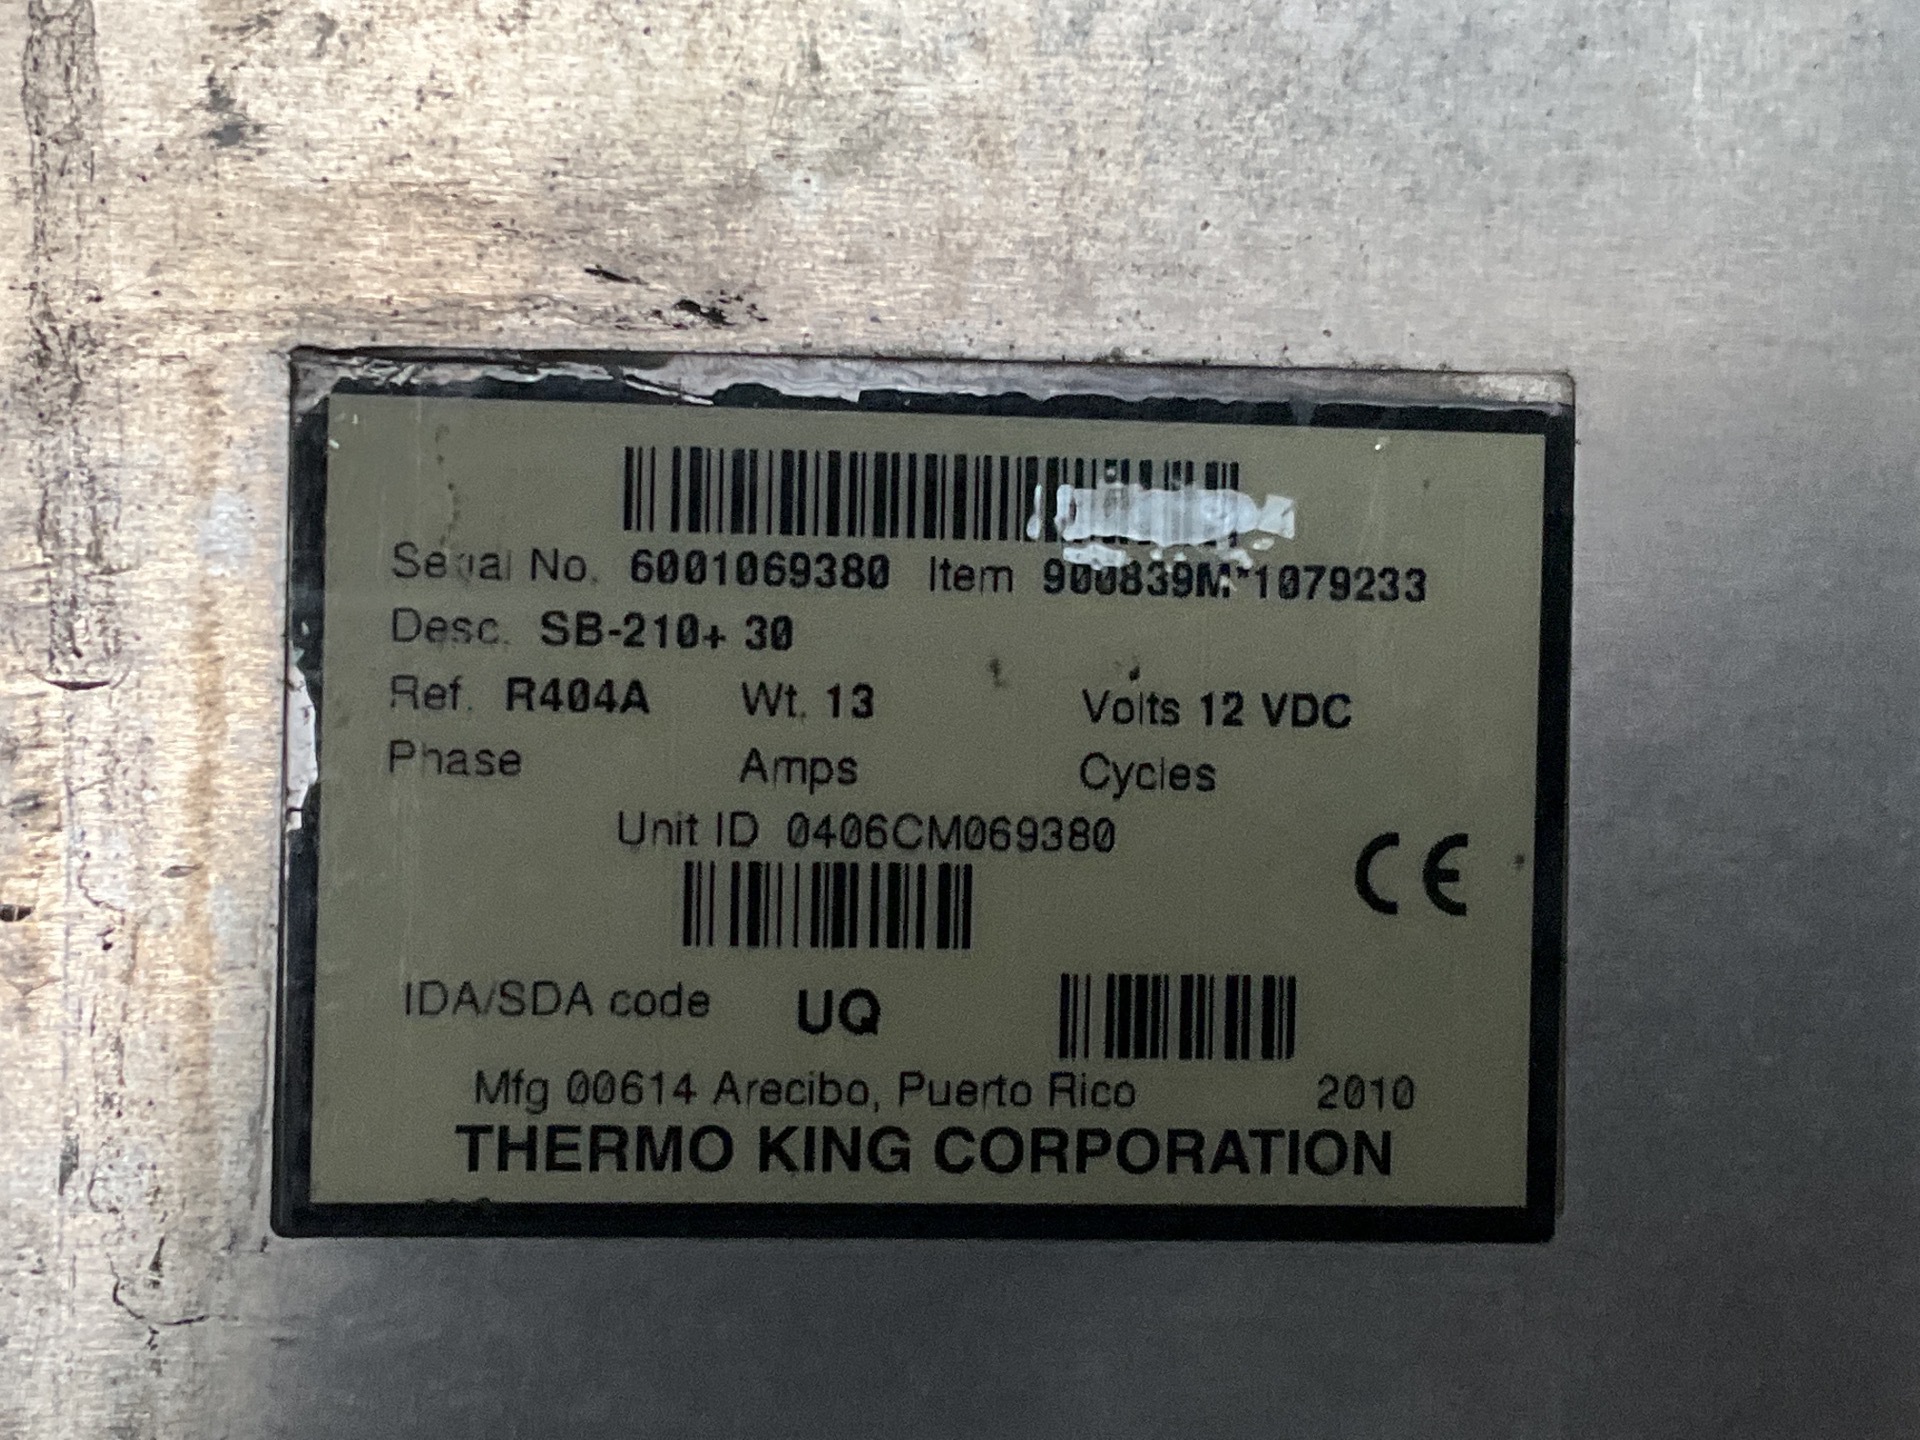 Serial No. 6001069380 Item 900839M*1079233
Desc. SB-210+ 30
Ref. R404A Wt. 13 Volts 12 VDC
Phase Amps Cycles
Unit ID 0406CM069380
CE
IDA/SDA code UQ
Mfg 00614 Arecibo, Puerto Rico 2010
THERMO KING CORPORATION